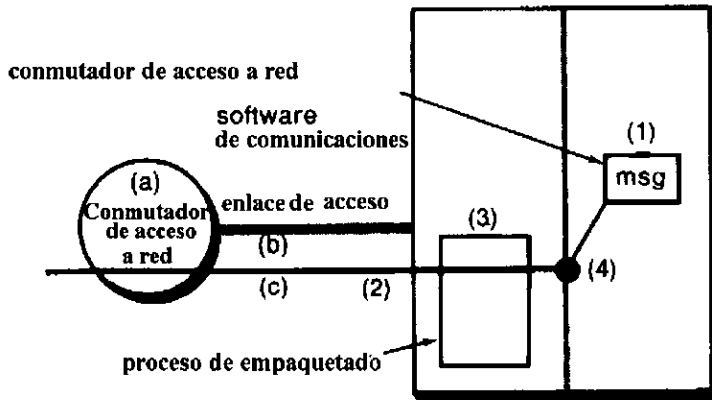 conmutador de acceso a red
software
de comunicaciones
(1)
msg
(a)
Conmutador
de acceso
a red
enlace de acceso
(b)
(3)
(c)
(2)
(4)
proceso de empaquetado